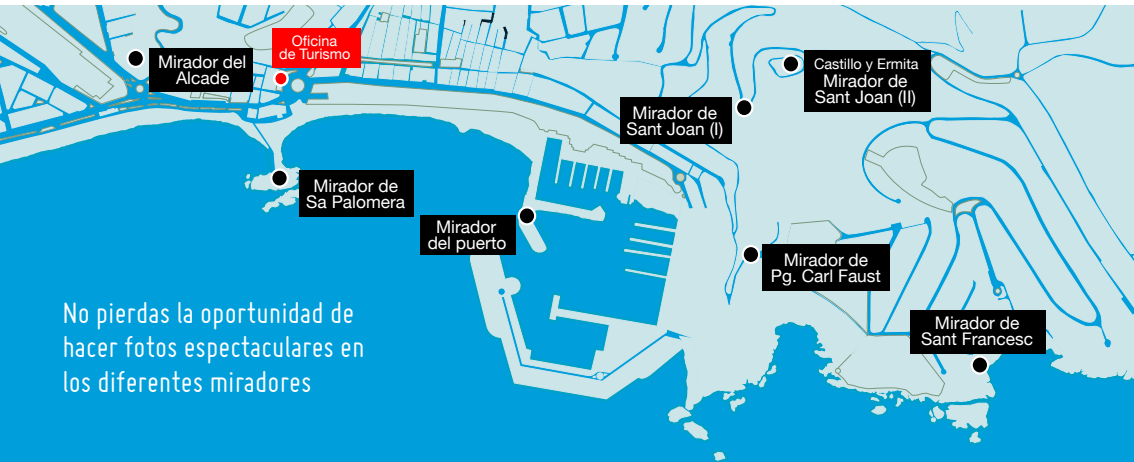 Mirador del
Alcade
Oficina
de Turismo
Castillo y Ermita
Mirador de
Sant Joan (II)
Mirador de
Sant Joan (I)
Mirador de
Sa Palomera
Mirador
del puerto
Mirador de
Pg. Carl Faust
Mirador de
Sant Francesc
No pierdas la oportunidad de
hacer fotos espectaculares en
los diferentes miradores